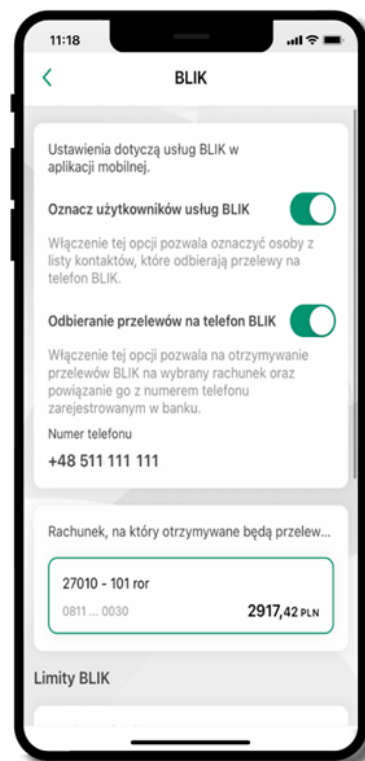 11:18
BLIK
Ustawienia dotyczą usług BLIK w
aplikacji mobilnej.
Oznacz użytkowników usług BLIK
Włączenie tej opcji pozwala oznaczyć osoby z
listy kontaktów, które odbierają przelewy na
telefon BLIK.
Odbieranie przelewów na telefon BLIK
Włączenie tej opcji pozwala na otrzymywanie
przelewów BLIK na wybrany rachunek oraz
powiązanie go z numerem telefonu
zarejestrowanym w banku.
Numer telefonu
+48 511 111 111
Rachunek, na który otrzymywane będą przelew...
27010 - 101 ror
0811 ... 0030 2917,42 PLN
Limity BLIK